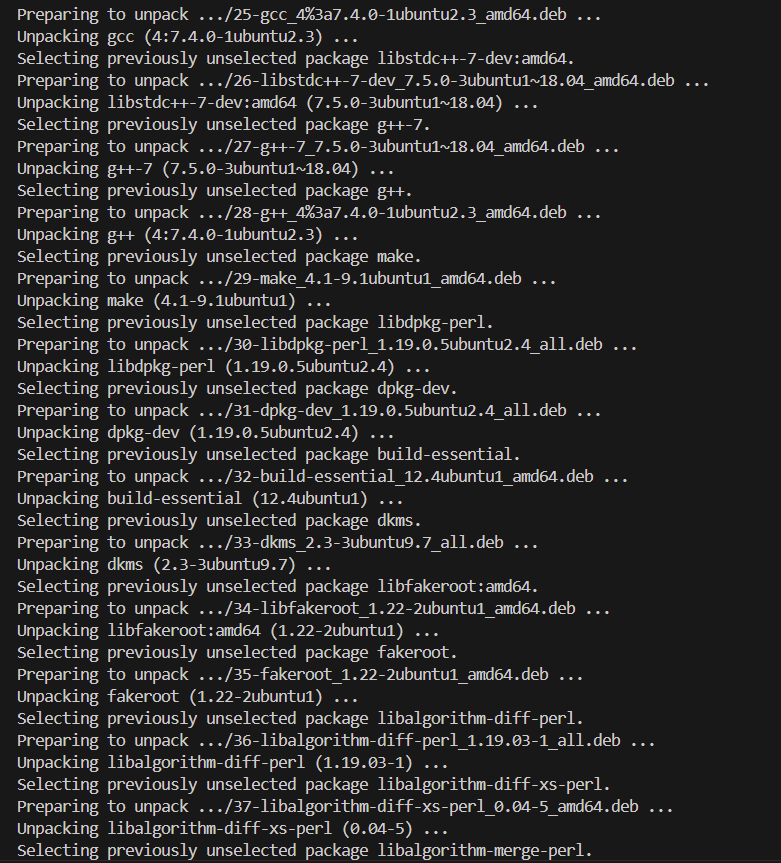 Preparing to unpack .../25-gcc_4%3a7.4.0-1ubuntu2.3_amd64.deb ...
Unpacking gcc (4:7.4.0-1ubuntu2.3) ...
Selecting previously unselected package libstdc++-7-dev:amd64.
Preparing to unpack .../26-libstdc++-7-dev_7.5.0-3ubuntu1~18.04_amd64.deb ...
Unpacking libstdc++-7-dev:amd64 (7.5.0-3ubuntu1~18.04) ...
Selecting previously unselected package g++-7.
Preparing to unpack .../27-g++-7_7.5.0-3ubuntu1~18.04_amd64.deb ...
Unpacking g++-7 (7.5.0-3ubuntu1~18.04) ...
Selecting previously unselected package g++.
Preparing to unpack .../28-g++_4%3a7.4.0-1ubuntu2.3_amd64.deb ...
Unpacking g++ (4:7.4.0-1ubuntu2.3) ...
Selecting previously unselected package make.
Preparing to unpack .../29-make_4.1-9.1ubuntu1_amd64.deb ...
Unpacking make (4.1-9.1ubuntu1) ...
Selecting previously unselected package libdpkg-perl.
Preparing to unpack .../30-libdpkg-perl_1.19.0.5ubuntu2.4_all.deb ...
Unpacking libdpkg-perl (1.19.0.5ubuntu2.4) ...
Selecting previously unselected package dpkg-dev.
Preparing to unpack .../31-dpkg-dev_1.19.0.5ubuntu2.4_all.deb ...
Unpacking dpkg-dev (1.19.0.5ubuntu2.4) ...
Selecting previously unselected package build-essential.
Preparing to unpack .../32-build-essential_12.4ubuntu1_amd64.deb ...
Unpacking build-essential (12.4ubuntu1) ...
Selecting previously unselected package dkms.
Preparing to unpack .../33-dkms_2.3-3ubuntu9.7_all.deb ...
Unpacking dkms (2.3-3ubuntu9.7) ...
Selecting previously unselected package libfakeroot:amd64.
Preparing to unpack .../34-libfakeroot_1.22-2ubuntu1_amd64.deb ...
Unpacking libfakeroot:amd64 (1.22-2ubuntu1) ...
Selecting previously unselected package fakeroot.
Preparing to unpack .../35-fakeroot_1.22-2ubuntu1_amd64.deb ...
Unpacking fakeroot (1.22-2ubuntu1) ...
Selecting previously unselected package libalgorithm-diff-perl.
Preparing to unpack .../36-libalgorithm-diff-perl_1.19.03-1_all.deb ...
Unpacking libalgorithm-diff-perl (1.19.03-1) ...
Selecting previously unselected package libalgorithm-diff-xs-perl.
Preparing to unpack .../37-libalgorithm-diff-xs-perl_0.04-5_amd64.deb ...
Unpacking libalgorithm-diff-xs-perl (0.04-5) ...
Selecting previously unselected package libalgorithm-merge-perl.